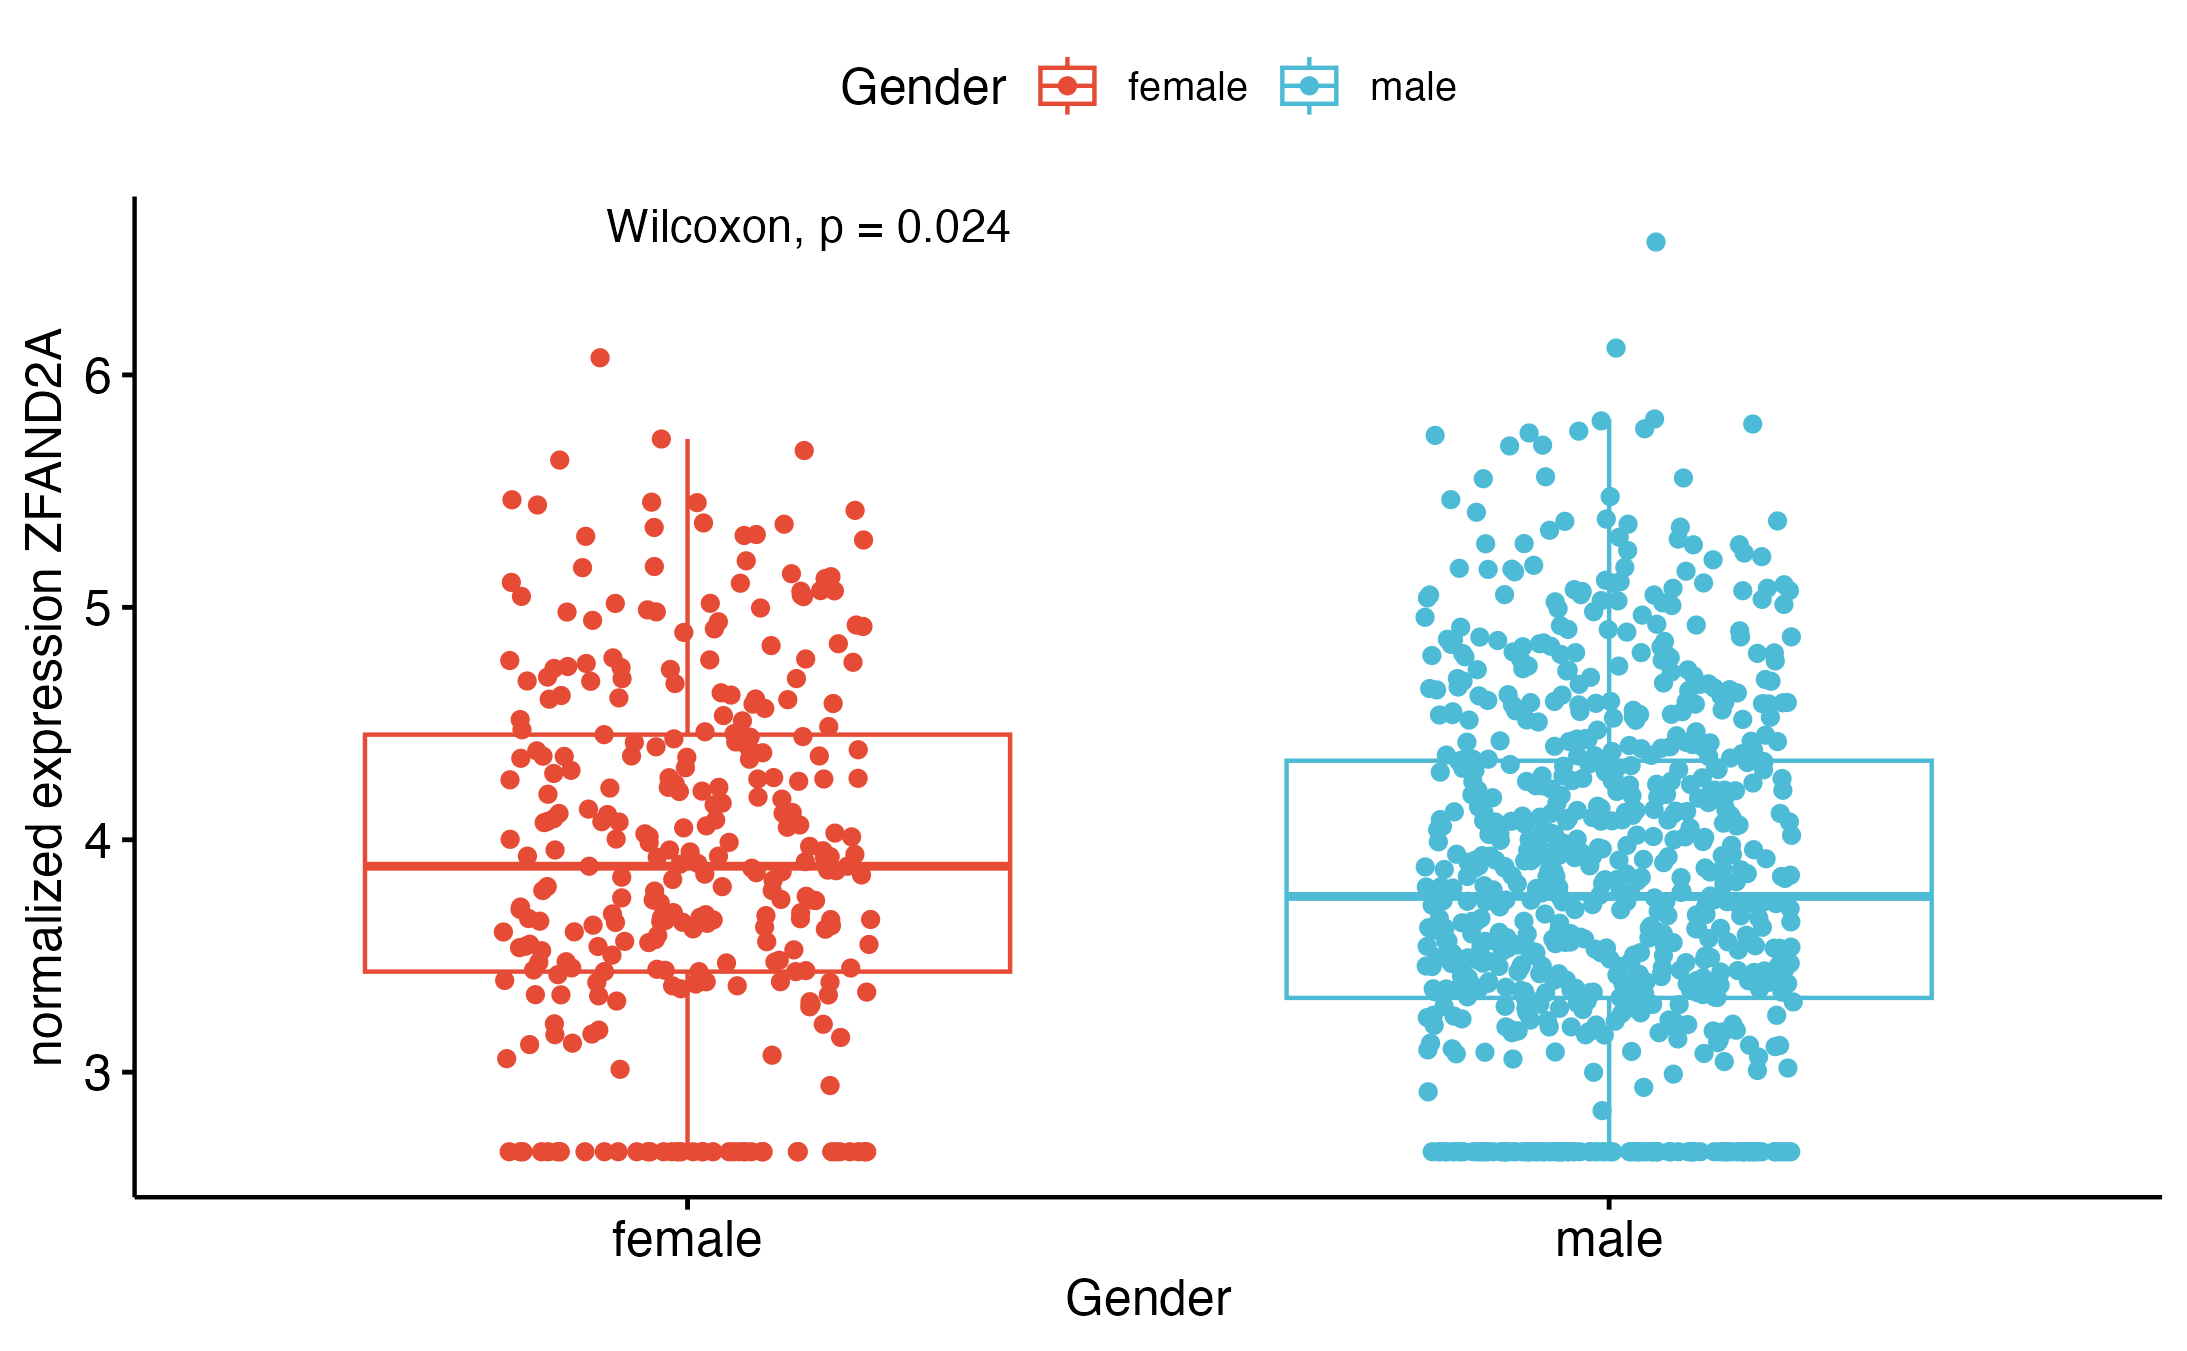 Gender female male
Wilcoxon, p = 0.024
normalized expression ZFAND2A
6
5
4
3
female male
Gender